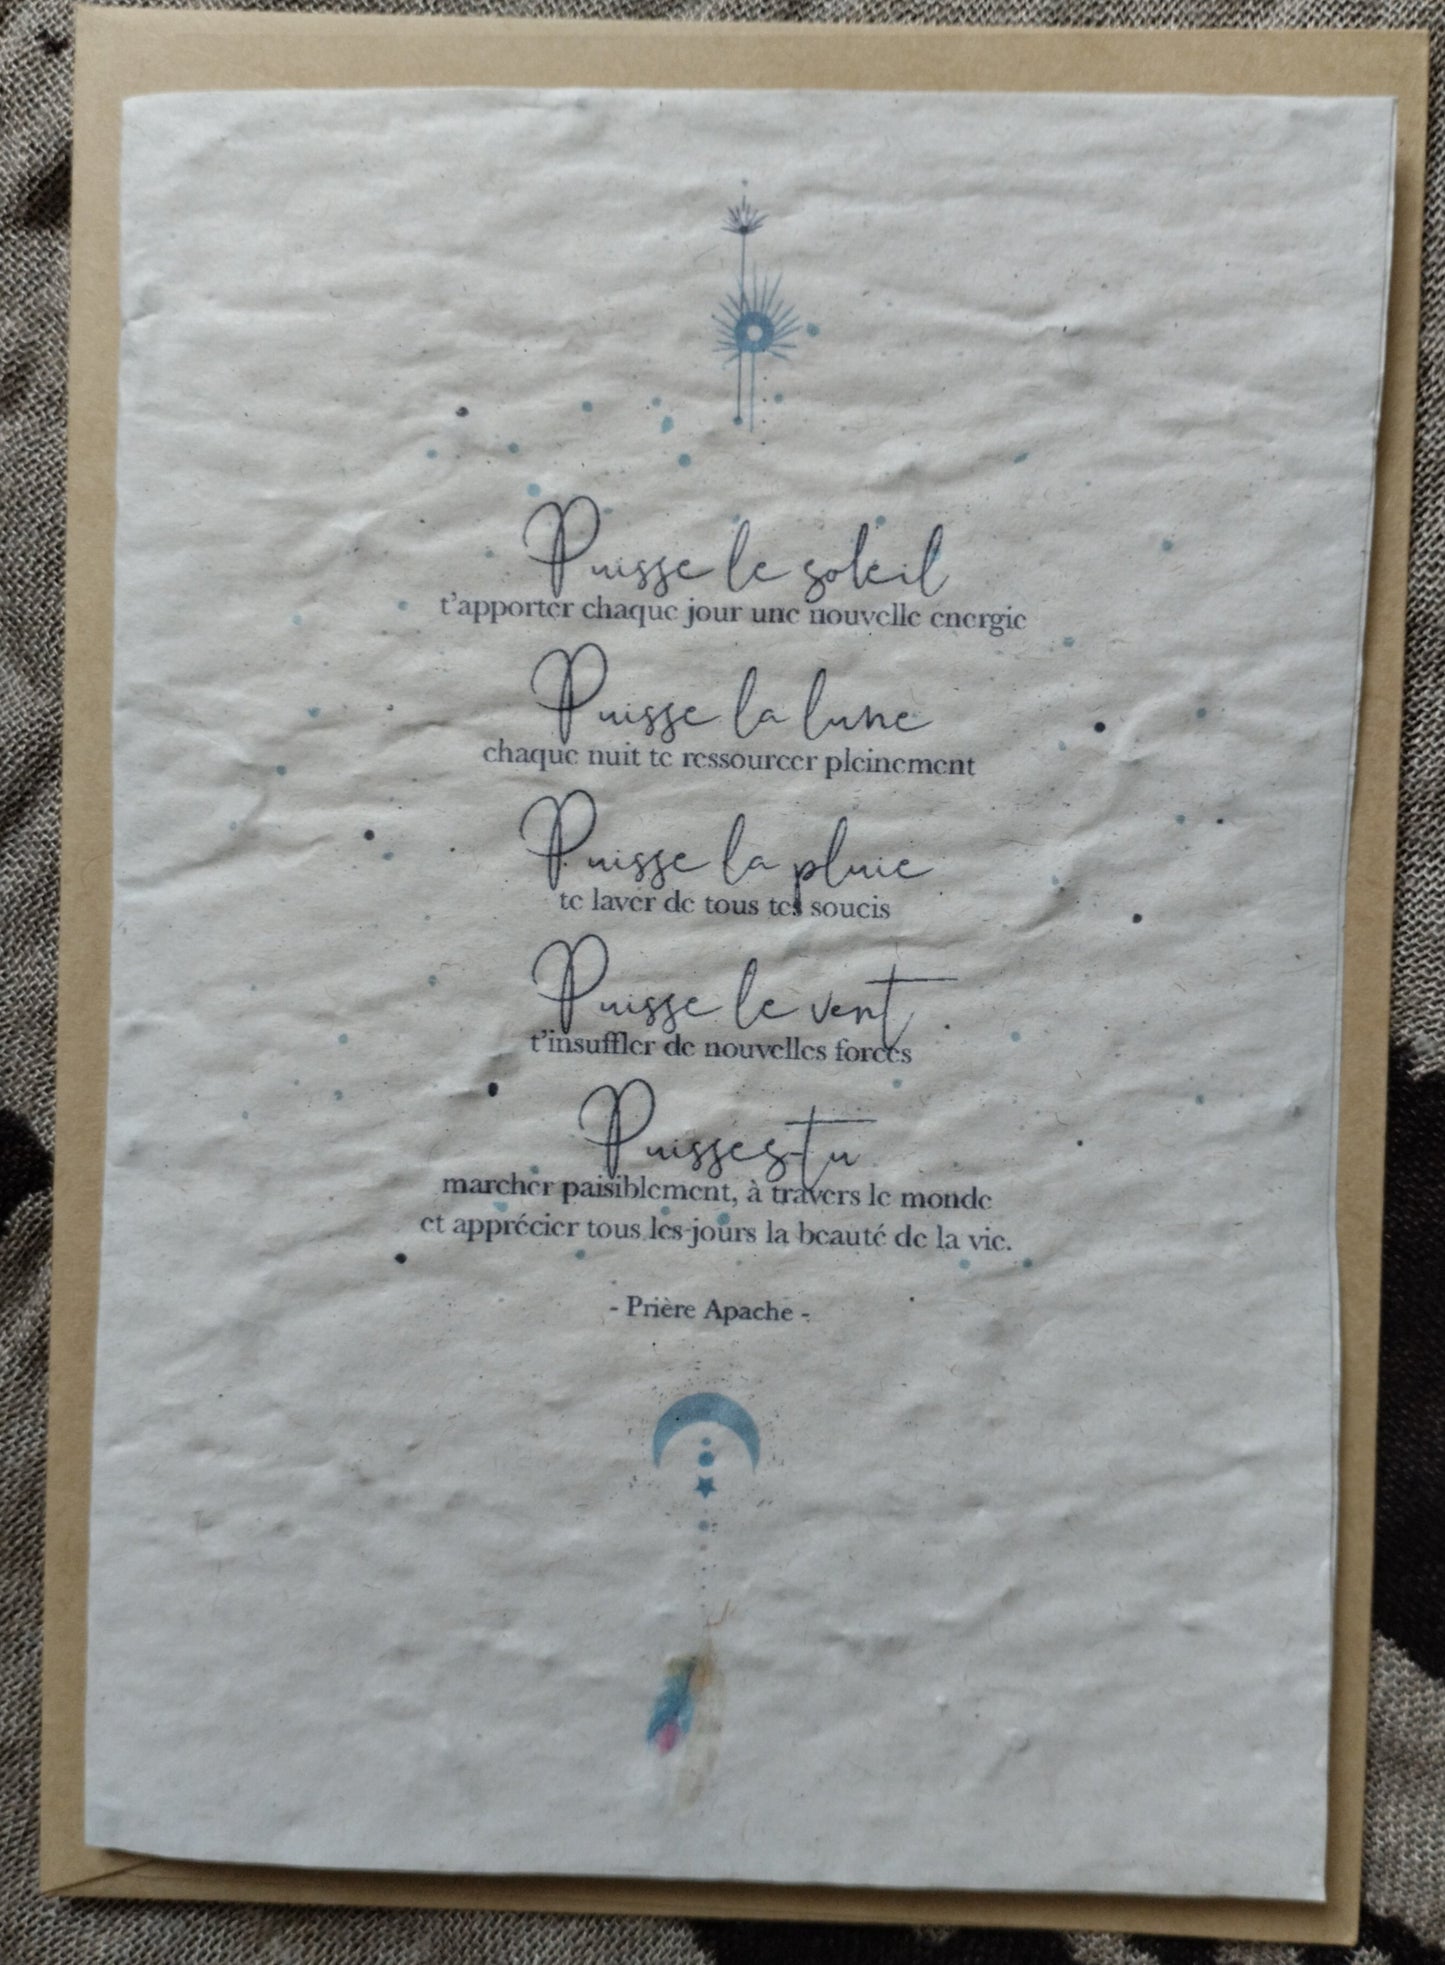 Puisse le soleil
t'apporter chaque jour une nouvelle energie
Puisse la lune
chaque nuit te ressourcer pleinement
Puisse la pluie
te laver de tous tes soucis
Puisse le vent
t'insuffler de nouvelles forces
Puisses-tu
marcher paisiblement, à travers le monde
et apprécier tous les jours la beauté de la vie.
- Prière Apache -